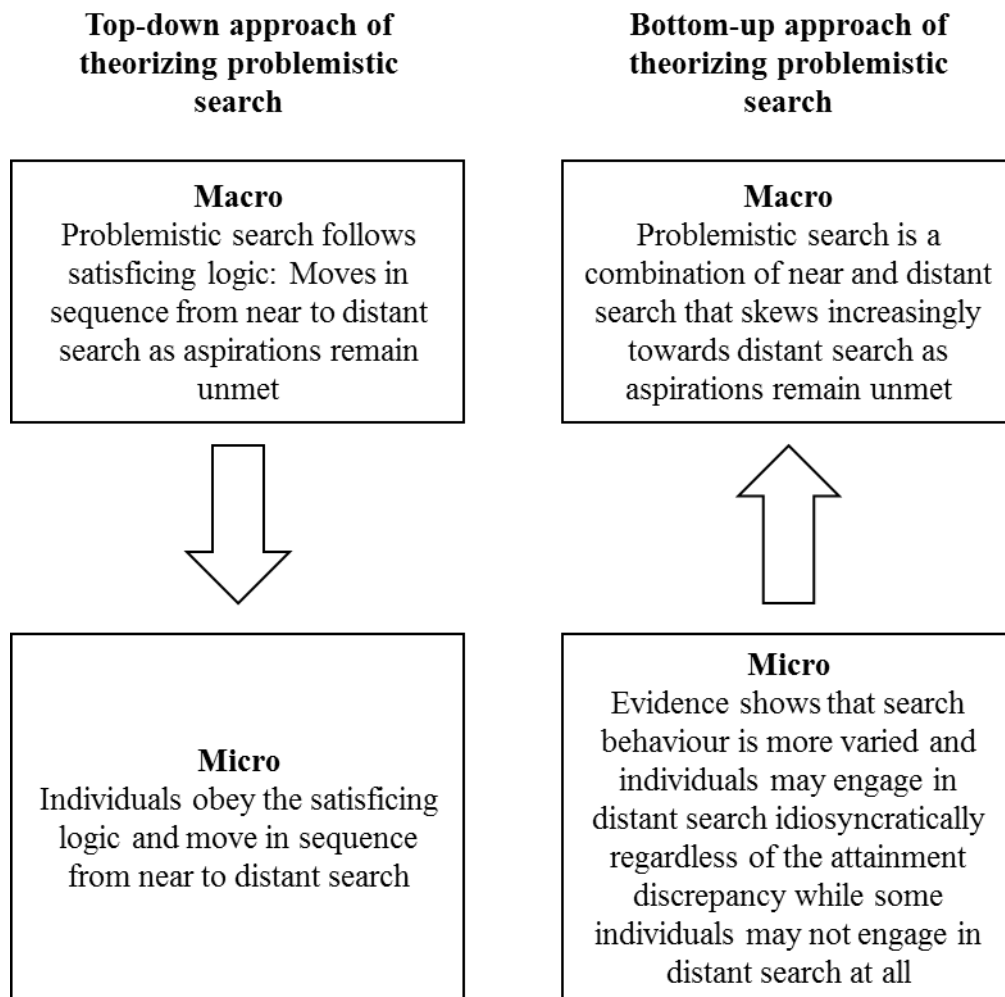 Top-down approach of
theorizing problemistic
search
Macro
Problemistic search follows
satisficing logic: Moves in
sequence from near to distant
search as aspirations remain
unmet
Micro
Individuals obey the satisficing
logic and move in sequence
from near to distant search
Bottom-up approach of
theorizing problemistic
search
Macro
Problemistic search is a
combination of near and distant
search that skews increasingly
towards distant search as
aspirations remain unmet
Micro
Evidence shows that search
behaviour is more varied and
individuals may engage in
distant search idiosyncratically
regardless of the attainment
discrepancy while some
individuals may not engage in
distant search at all